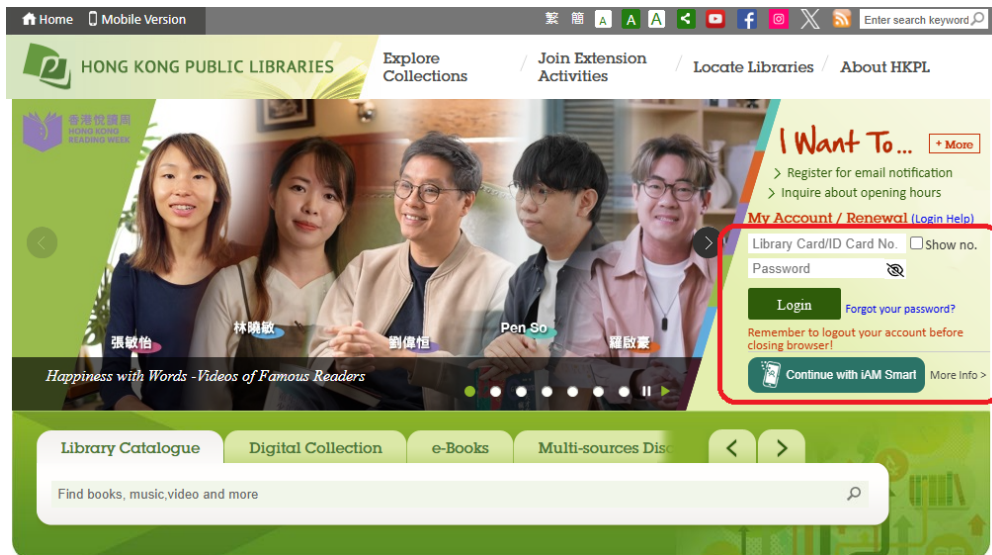 Home Mobile Version
繁 簡 A A A
Enter search keyword
HONG KONG PUBLIC LIBRARIES
Explore Collections
Join Extension Activities
Locate Libraries
About HKPL
香港悅讀周
HONG KONG
READING WEEK
張敏怡
林曉敏
劉偉恒
Pen So
羅啟豪
Happiness with Words -Videos of Famous Readers
I Want To... + More
> Register for email notification
> Inquire about opening hours
My Account / Renewal (Login Help)
Library Card/ID Card No. Show no.
Password
Login Forgot your password?
Remember to logout your account before
closing browser!
Continue with iAM Smart More Info >
Library Catalogue Digital Collection e-Books Multi-sources Disc
Find books, music,video and more